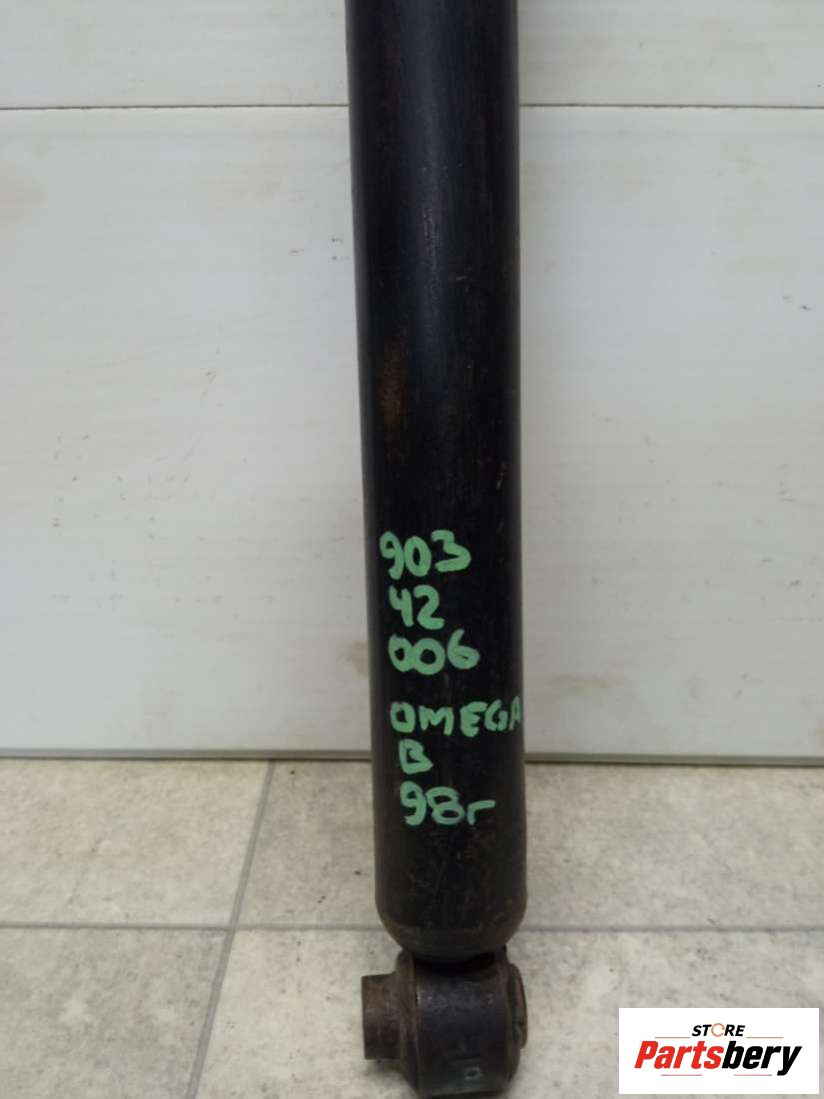 903
42
006
OMEGA
B
98г
STORE
Partsbery